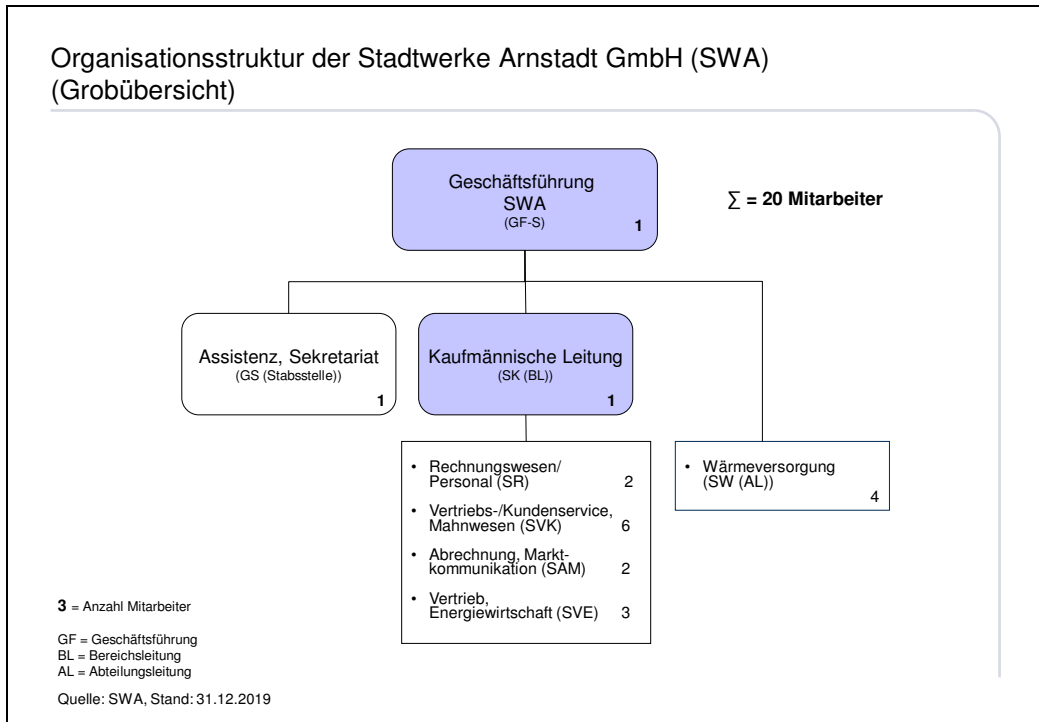 Organisationsstruktur der Stadtwerke Arnstadt GmbH (SWA)
(Grobübersicht)
Geschäftsführung
SWA
(GF-S)
1
∑ = 20 Mitarbeiter
Assistenz, Sekretariat
(GS (Stabsstelle))
1
Kaufmännische Leitung
(SK (BL))
1
• Rechnungswesen/
Personal (SR) 2
• Vertriebs-/Kundenservice,
Mahnwesen (SVK) 6
• Abrechnung, Markt-
kommunikation (SAM) 2
• Vertrieb,
Energiewirtschaft (SVE) 3
• Wärmeversorgung
(SW (AL))
4
3 = Anzahl Mitarbeiter
GF = Geschäftsführung
BL = Bereichsleitung
AL = Abteilungsleitung
Quelle: SWA, Stand: 31.12.2019